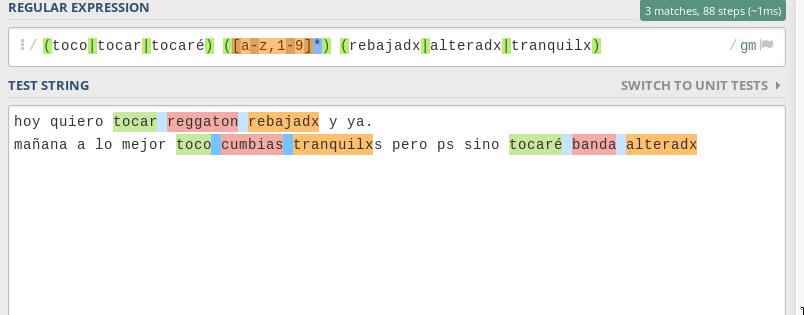 REGULAR EXPRESSION
3 matches, 88 steps (~1ms)
/ (toco|tocar|tocaré) ([a-z,1-9]*) (rebajadx|alteradx|tranquilx) / gm
TEST STRING SWITCH TO UNIT TESTS
hoy quiero tocar reggaton rebajadx y ya.
mañana a lo mejor toco cumbias tranquilxs pero ps sino tocaré banda alteradx